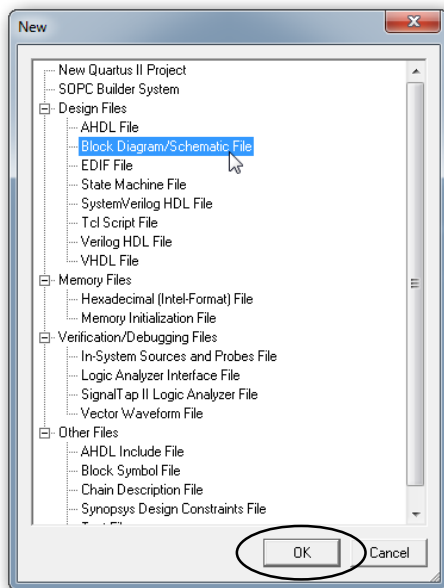 New
New Quartus II Project
SOPC Builder System
Design Files
AHDL File
Block Diagram/Schematic File
EDIF File
State Machine File
SystemVerilog HDL File
Tcl Script File
Verilog HDL File
VHDL File
Memory Files
Hexadecimal (Intel-Format) File
Memory Initialization File
Verification/Debugging Files
In-System Sources and Probes File
Logic Analyzer Interface File
SignalTap II Logic Analyzer File
Vector Waveform File
Other Files
AHDL Include File
Block Symbol File
Chain Description File
Synopsys Design Constraints File
OK Cancel